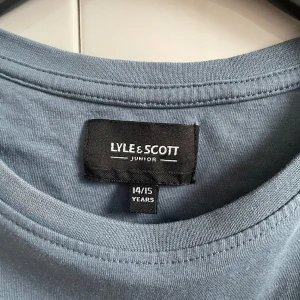 LYLE & SCOTT
JUNIOR
14/15
YEARS